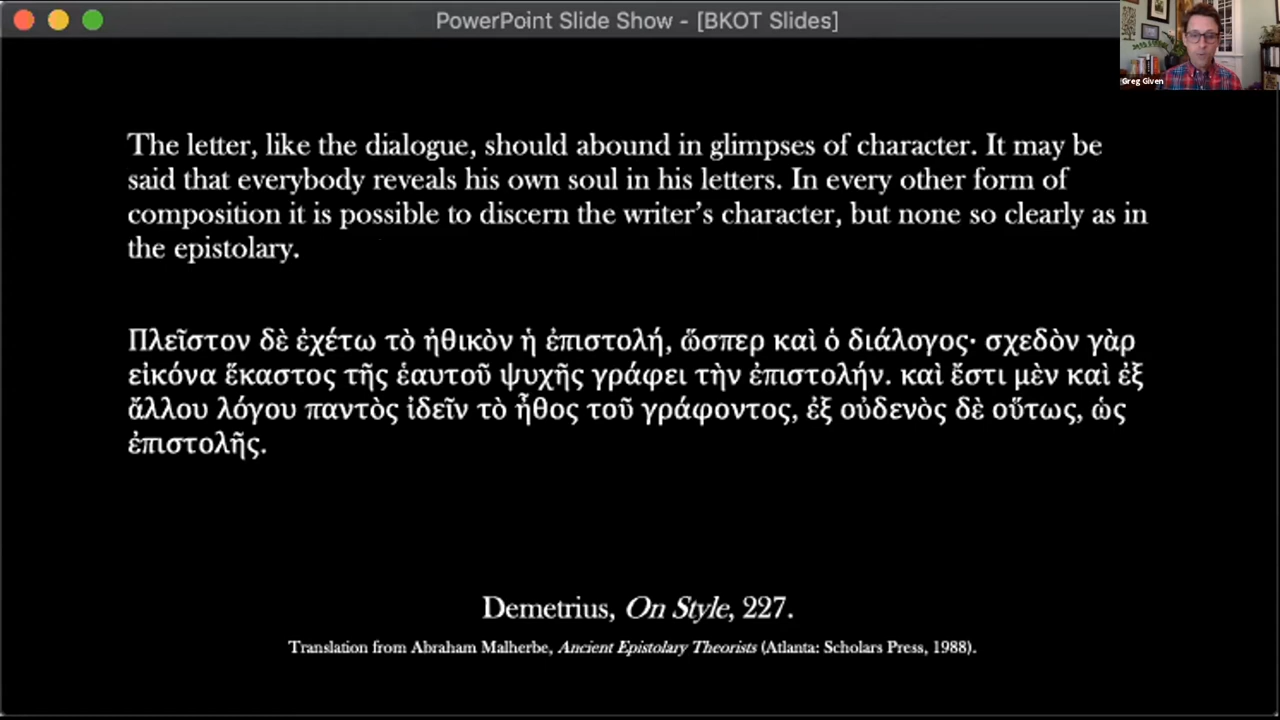 PowerPoint Slide Show - [BKOT Slides]
Greg Given
The letter, like the dialogue, should abound in glimpses of character. It may be
said that everybody reveals his own soul in his letters. In every other form of
composition it is possible to discern the writer’s character, but none so clearly as in
the epistolary.
Πλεῖστον δὲ ἐχέτω τὸ ἠθικὸν ἡ ἐπιστολή, ὥσπερ καὶ ὁ διάλογος· σχεδὸν γὰρ
εἰκόνα ἕκαστος τῆς ἑαυτοῦ ψυχῆς γράφει τὴν ἐπιστολήν. καὶ ἔστι μὲν καὶ ἐξ
ἄλλου λόγου παντὸς ἰδεῖν τὸ ἦθος τοῦ γράφοντος, ἐξ οὐδενὸς δὲ οὕτως, ὡς
ἐπιστολῆς.
Demetrius, On Style, 227.
Translation from Abraham Malherbe, Ancient Epistolary Theorists (Atlanta: Scholars Press, 1988).